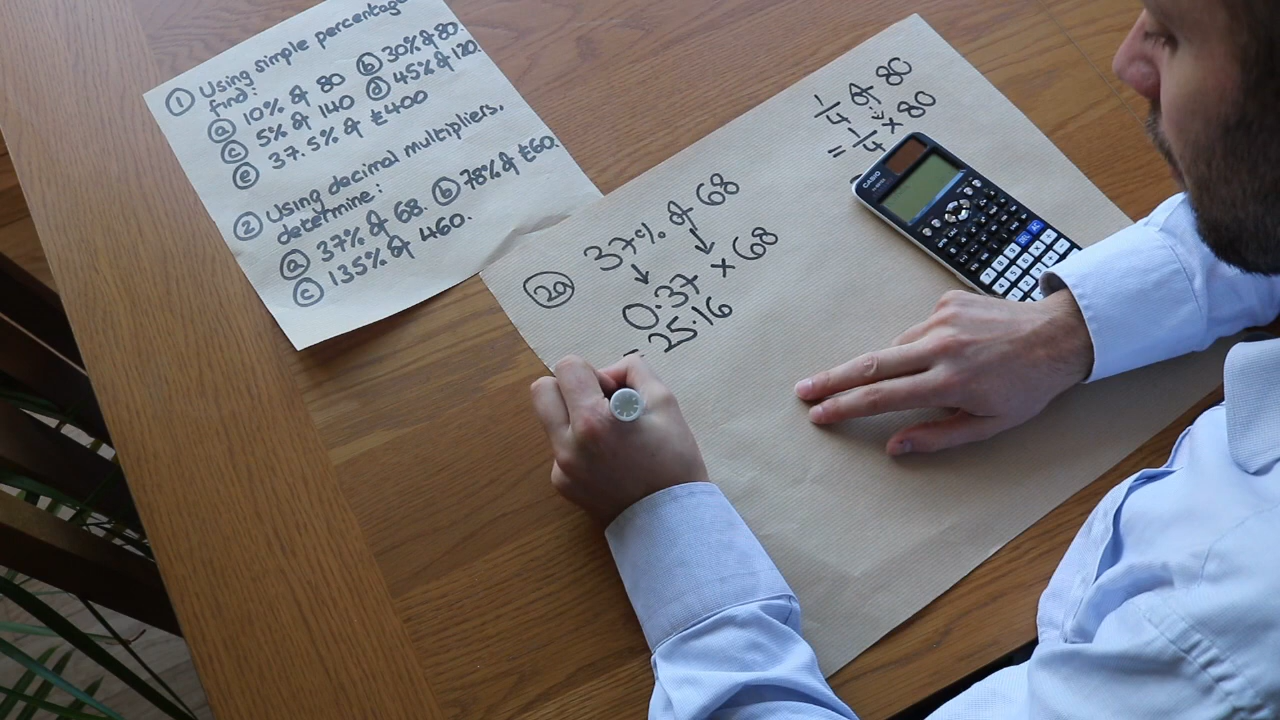 ① Using simple percentage
find:
ⓐ 10% of 80 ⓑ 30% of 80.
ⓒ 5% of 140 ⓓ 45% of 120.
ⓔ 37.5% of £400
② Using decimal multipliers,
determine:
ⓐ 37% of 68. ⓑ 78% of £60.
ⓒ 135% of 460.
2a 37% of 68
0.37 × 68
25.16
1/4 of 80
= 1/4 × 80
CASIO